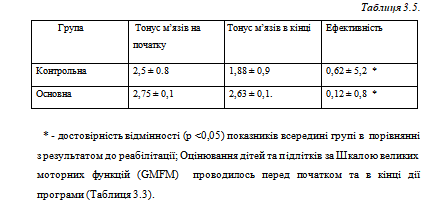 Таблиця 3.5.
Група Тонус м'язів на початку Тонус м'язів в кінці Ефективність
Контрольна 2,5 ± 0.8 1,88 ± 0,9 0,62 ± 5,2 *
Основна 2,75 ± 0,1 2,63 ± 0,1. 0,12 ± 0,8 *
* - достовірність відмінності (р <0,05) показників всередині групі в порівнянні
з результатом до реабілітації; Оцінювання дітей та підлітків за Шкалою великих
моторних функцій (GMFM) проводилось перед початком та в кінці дії
програми (Таблиця 3.3).